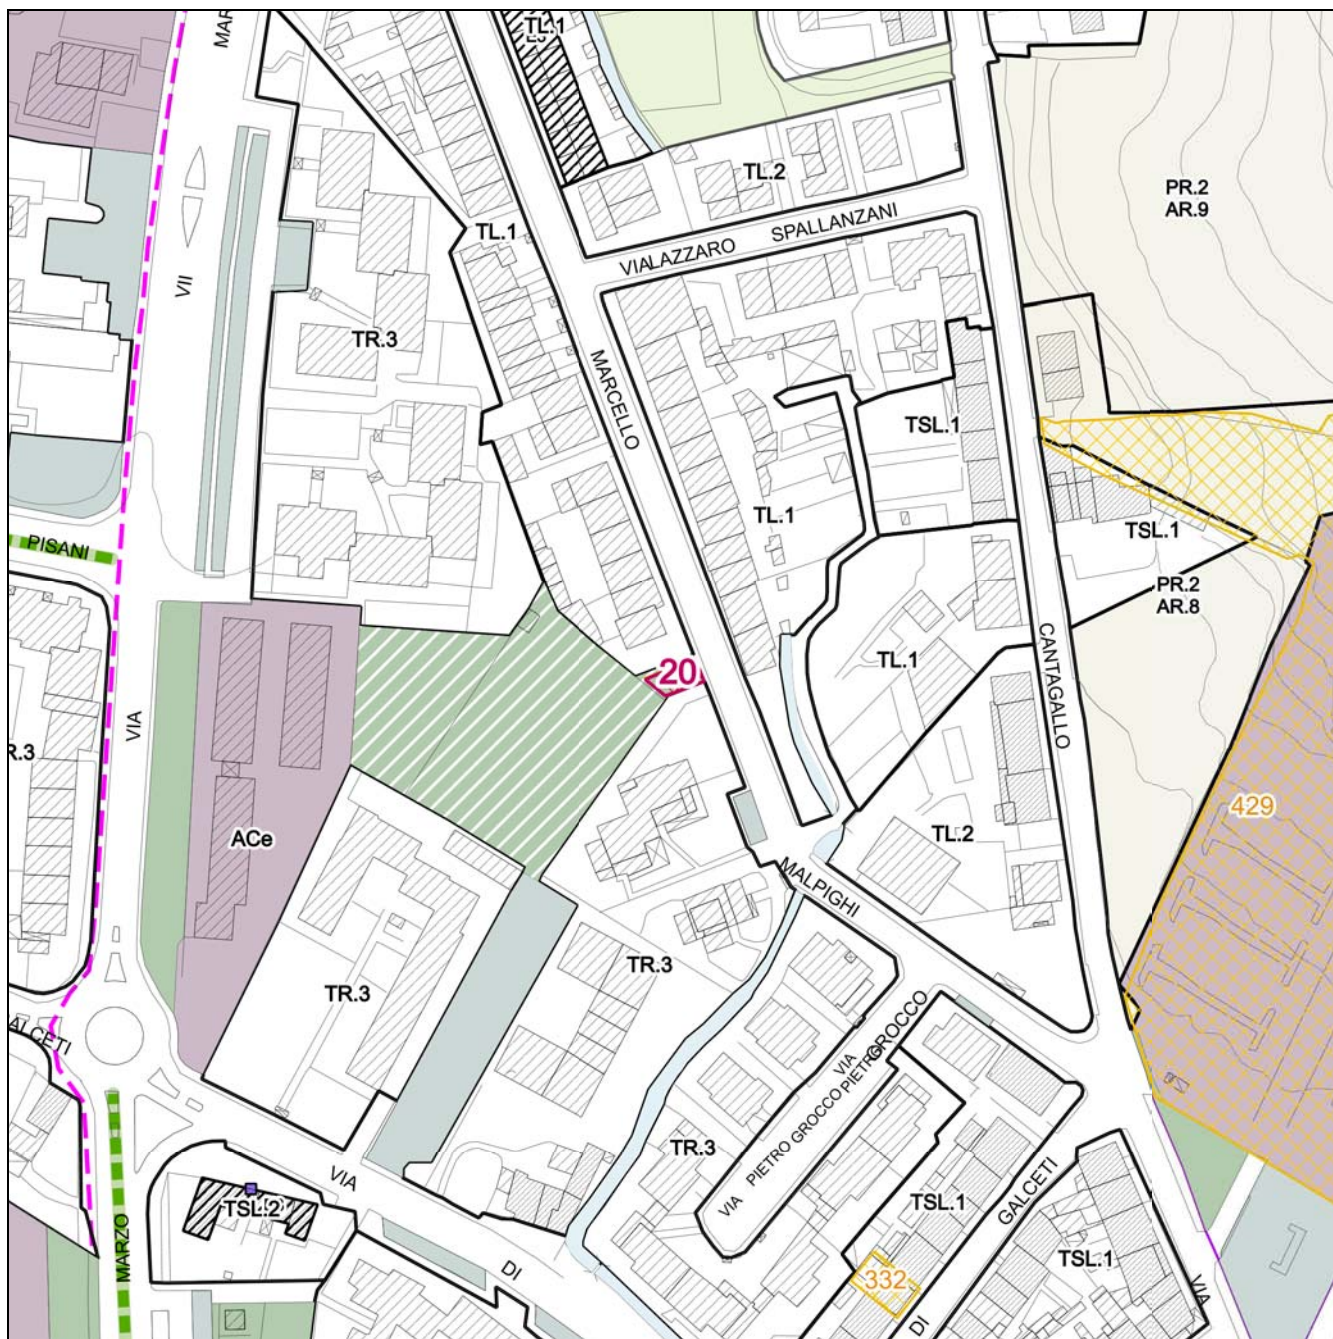 MAR
TL.1
TL.2
PR.2
AR.9
TL.1
VIALAZZARO SPALLANZANI
VII
TR.3
MARCELLO
TSL.1
TL.1
TSL.1
PISANI
PR.2
AR.8
CANTAGALLO
TL.1
20
VIA
R.3
429
ACe
TL.2
MALPIGHI
TR.3
TR.3
ALCETI
VIA
GROCCO
VIA PIETRO GROCCO PIETRO
TR.3
VIA
TSL.2
TSL.1
GALCETI
MARZO
TSL.1
DI
332
VIA
DI